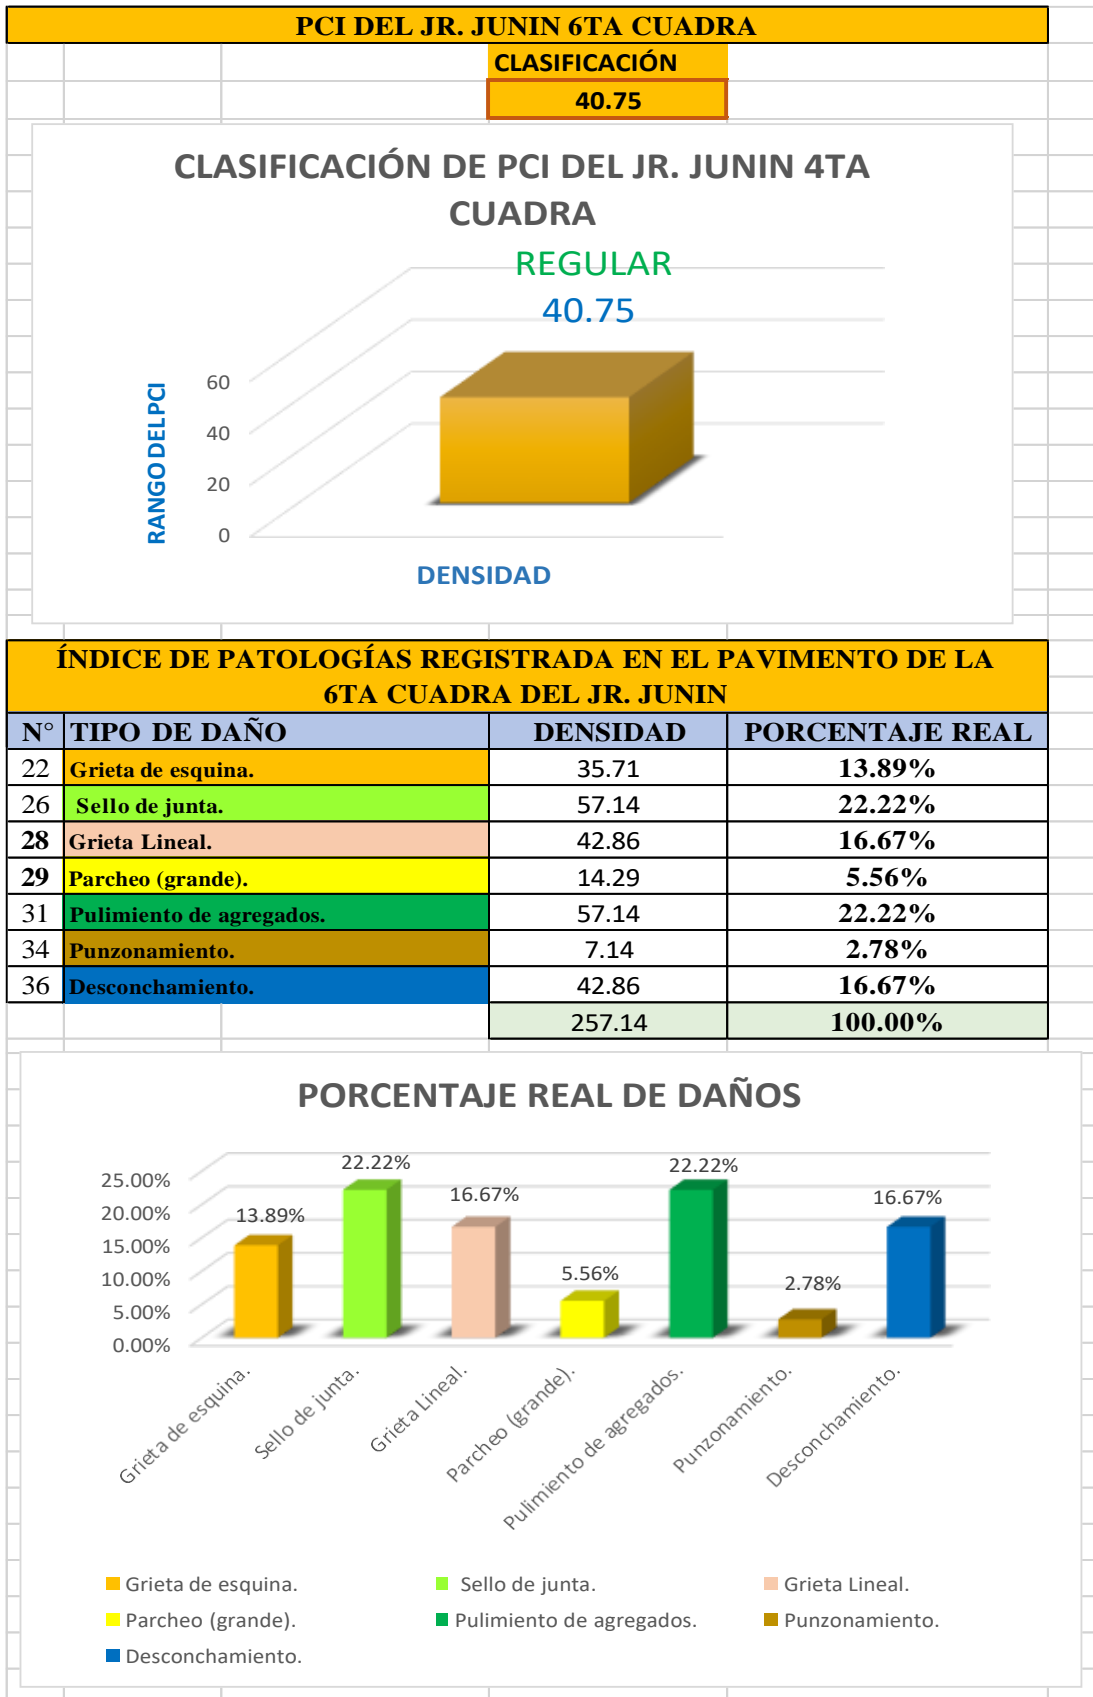 PCI DEL JR. JUNIN 6TA CUADRA
CLASIFICACIÓN
40.75
CLASIFICACIÓN DE PCI DEL JR. JUNIN 4TA
CUADRA
REGULAR
40.75
RANGO DEL PCI
60
40
20
0
DENSIDAD
ÍNDICE DE PATOLOGÍAS REGISTRADA EN EL PAVIMENTO DE LA
6TA CUADRA DEL JR. JUNIN
N° TIPO DE DAÑO DENSIDAD PORCENTAJE REAL
22 Grieta de esquina. 35.71 13.89%
26 Sello de junta. 57.14 22.22%
28 Grieta Lineal. 42.86 16.67%
29 Parcheo (grande). 14.29 5.56%
31 Pulimiento de agregados. 57.14 22.22%
34 Punzonamiento. 7.14 2.78%
36 Desconchamiento. 42.86 16.67%
257.14 100.00%
PORCENTAJE REAL DE DAÑOS
25.00%
20.00%
15.00%
10.00%
5.00%
0.00%
13.89%
22.22%
16.67%
5.56%
22.22%
2.78%
16.67%
Grieta de esquina.
Sello de junta.
Grieta Lineal.
Parcheo (grande).
Pulimiento de agregados.
Punzonamiento.
Desconchamiento.
Grieta de esquina. Sello de junta. Grieta Lineal.
Parcheo (grande). Pulimiento de agregados. Punzonamiento.
Desconchamiento.